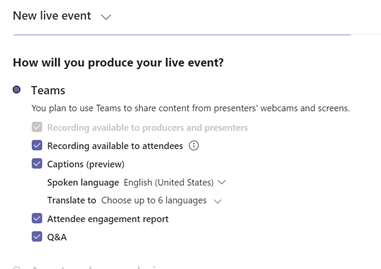 New live event
How will you produce your live event?
Teams
You plan to use Teams to share content from presenters' webcams and screens.
Recording available to producers and presenters
Recording available to attendees
Captions (preview)
Spoken language English (United States)
Translate to Choose up to 6 languages
Attendee engagement report
Q&A